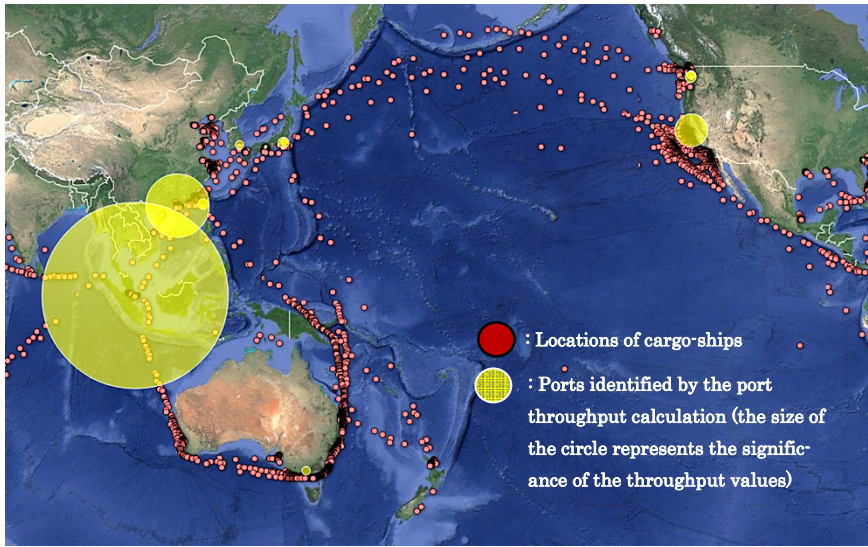 : Locations of cargo-ships
: Ports identified by the port
throughput calculation (the size of
the circle represents the signific-
ance of the throughput values)